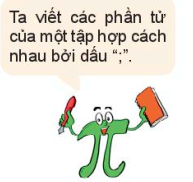 Ta viết các phần tử
của một tập hợp cách
nhau bởi dấu “;”.